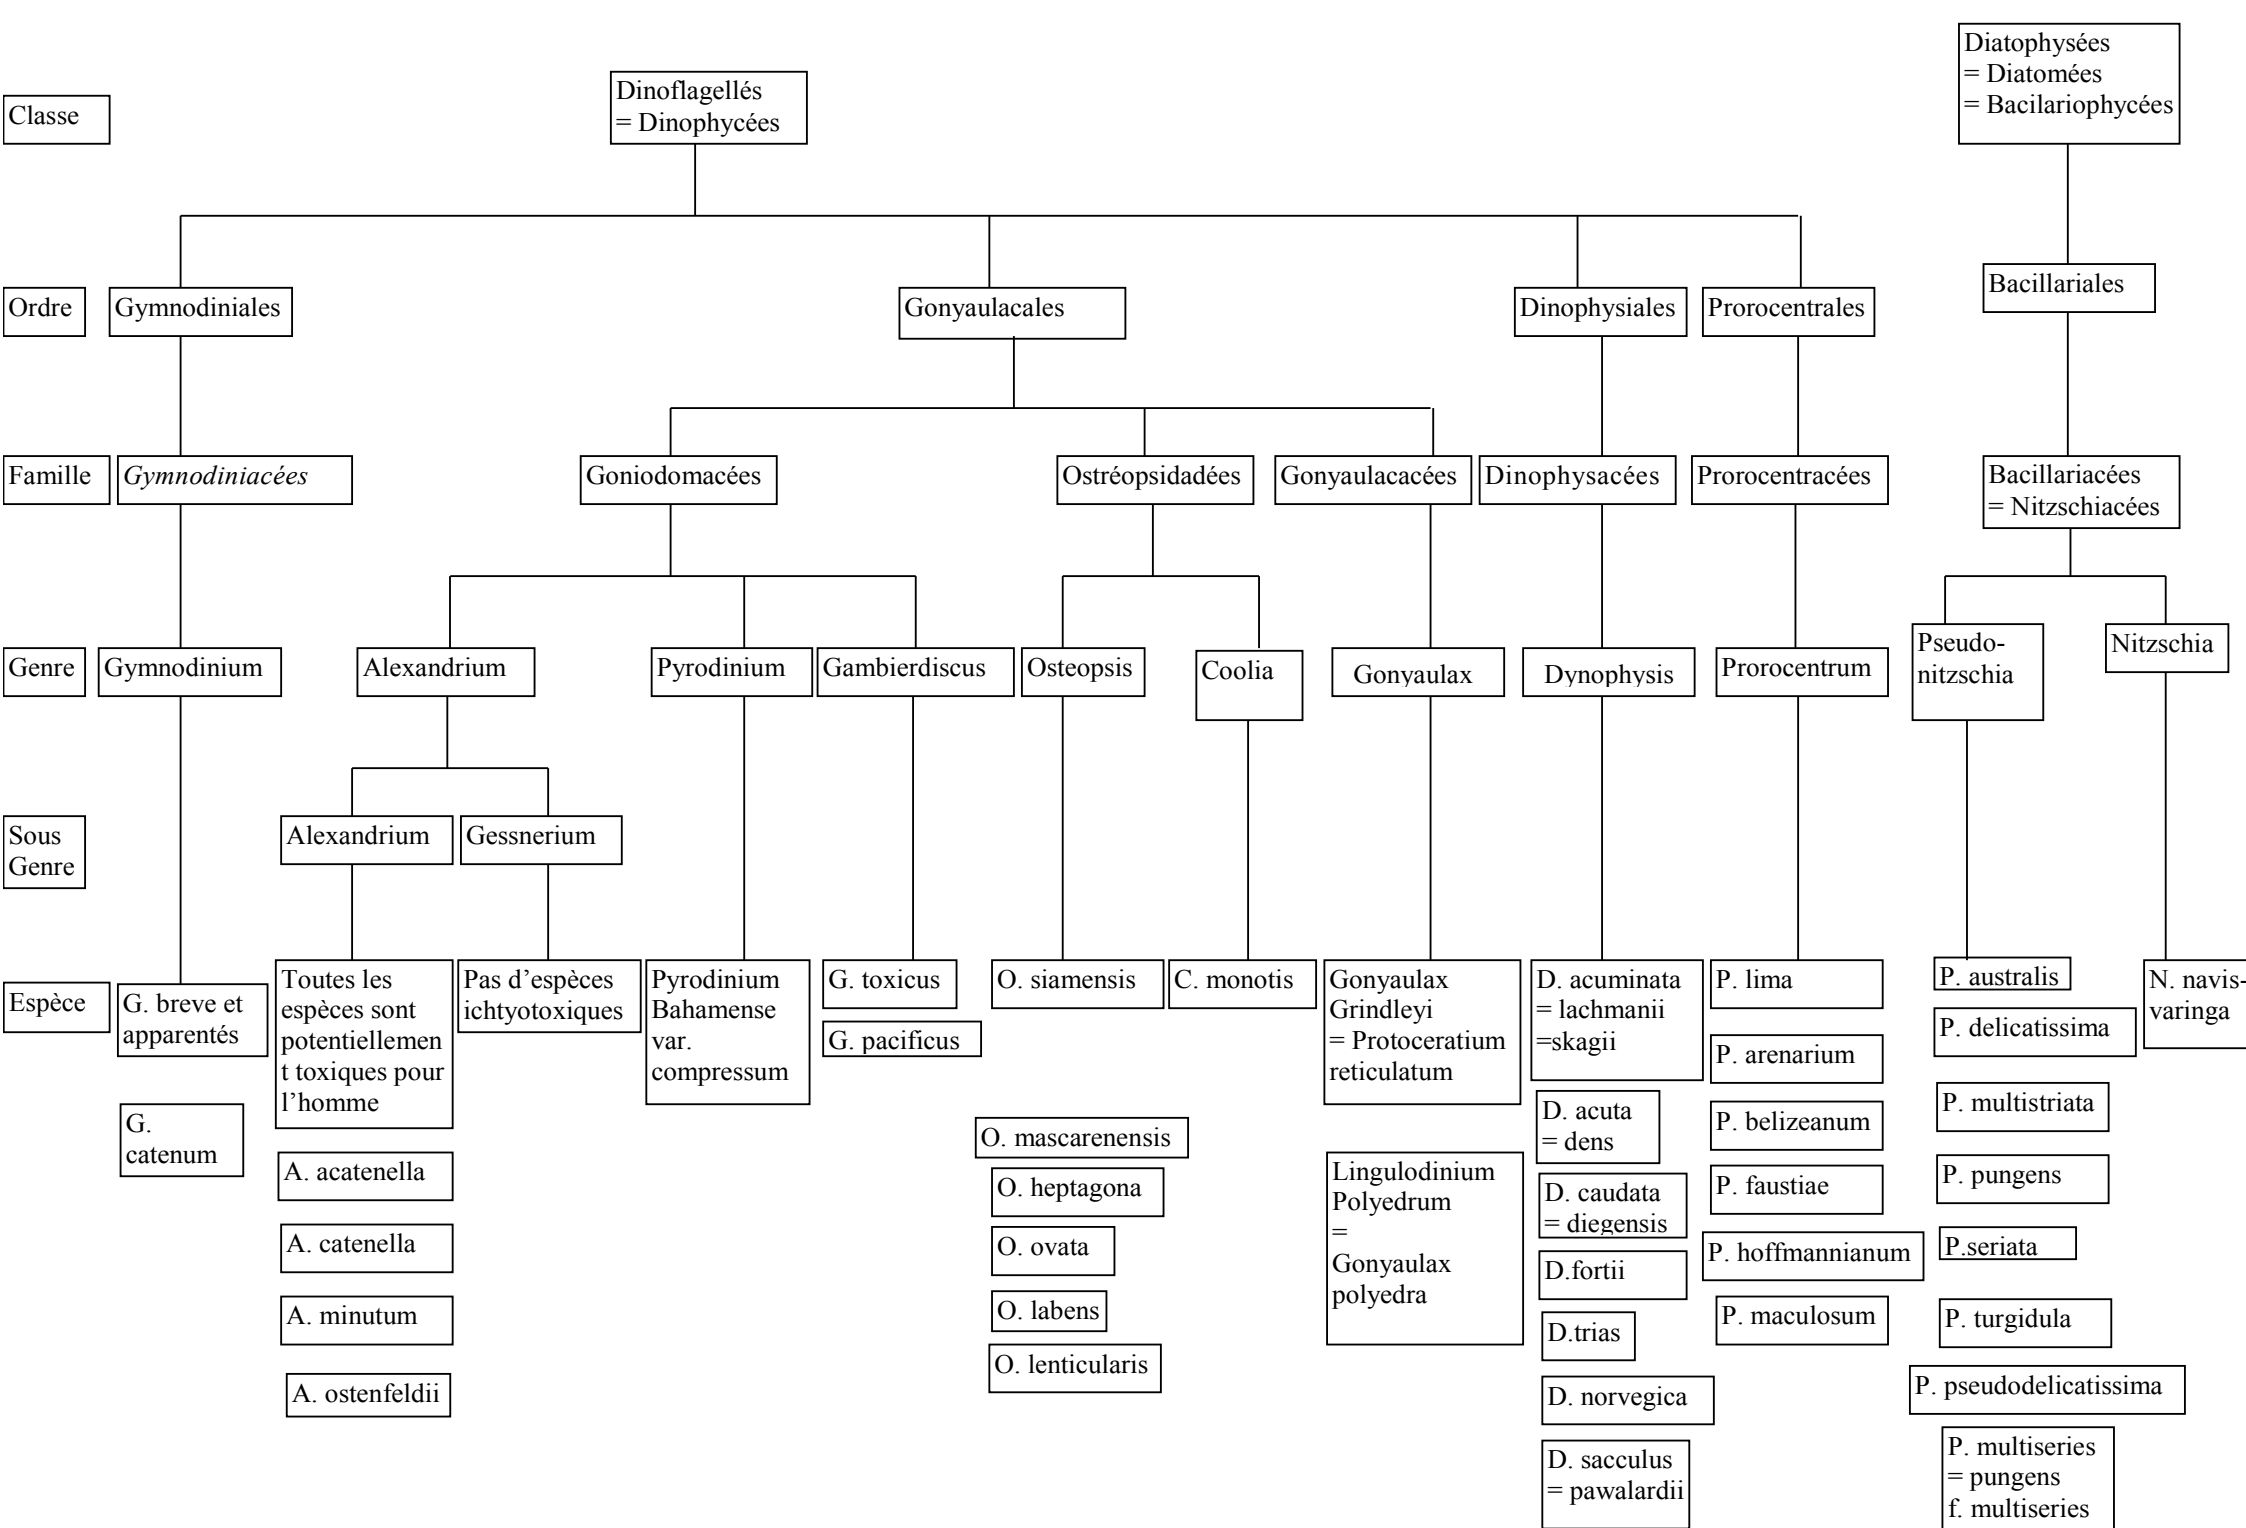 Classe
Dinoflagellés
= Dinophycées
Diatophysées
= Diatomées
= Bacilariophycées
Ordre
Gymnodiniales
Gonyaulacales
Dinophysiales
Prorocentrales
Bacillariales
Famille
Gymnodiniacées
Goniodomacées
Ostréopsidadées
Gonyaulacacées
Dinophysacées
Prorocentracées
Bacillariacées
= Nitzschiacées
Genre
Gymnodinium
Alexandrium
Pyrodinium
Gambierdiscus
Osteopsis
Coolia
Gonyaulax
Dynophysis
Prorocentrum
Pseudo-
nitzschia
Nitzschia
Sous
Genre
Alexandrium
Gessnerium
Espèce
G. breve et
apparentés
G.
catenum
Toutes les
espèces sont
potentiellemen
t toxiques pour
l’homme
A. acatenella
A. catenella
A. minutum
A. ostenfeldii
Pas d’espèces
ichtyotoxiques
Pyrodinium
Bahamense
var.
compressum
G. toxicus
G. pacificus
O. siamensis
O. mascarenensis
O. heptagona
O. ovata
O. labens
O. lenticularis
C. monotis
Gonyaulax
Grindleyi
= Protoceratium
reticulatum
Lingulodinium
Polyedrum
=
Gonyaulax
polyedra
D. acuminata
= lachmanii
=skagii
D. acuta
= dens
D. caudata
= diegensis
D.fortii
D.trias
D. norvegica
D. sacculus
= pawalardii
P. lima
P. arenarium
P. belizeanum
P. faustiae
P. hoffmannianum
P. maculosum
P. australis
P. delicatissima
P. multistriata
P. pungens
P.seriata
P. turgidula
P. pseudodelicatissima
P. multiseries
= pungens
f. multiseries
N. navis-
varinga